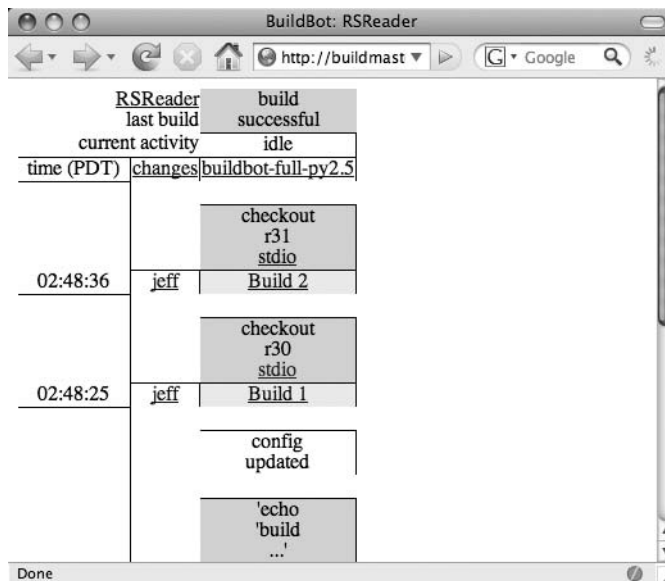 BuildBot: RSReader
http://buildmast
G
Google
RSReader build
last build successful
current activity idle
time (PDT) changes buildbot-full-py2.5
checkout
r31
stdio
02:48:36 jeff Build 2
checkout
r30
stdio
02:48:25 jeff Build 1
config
updated
'echo
'build
...'
Done